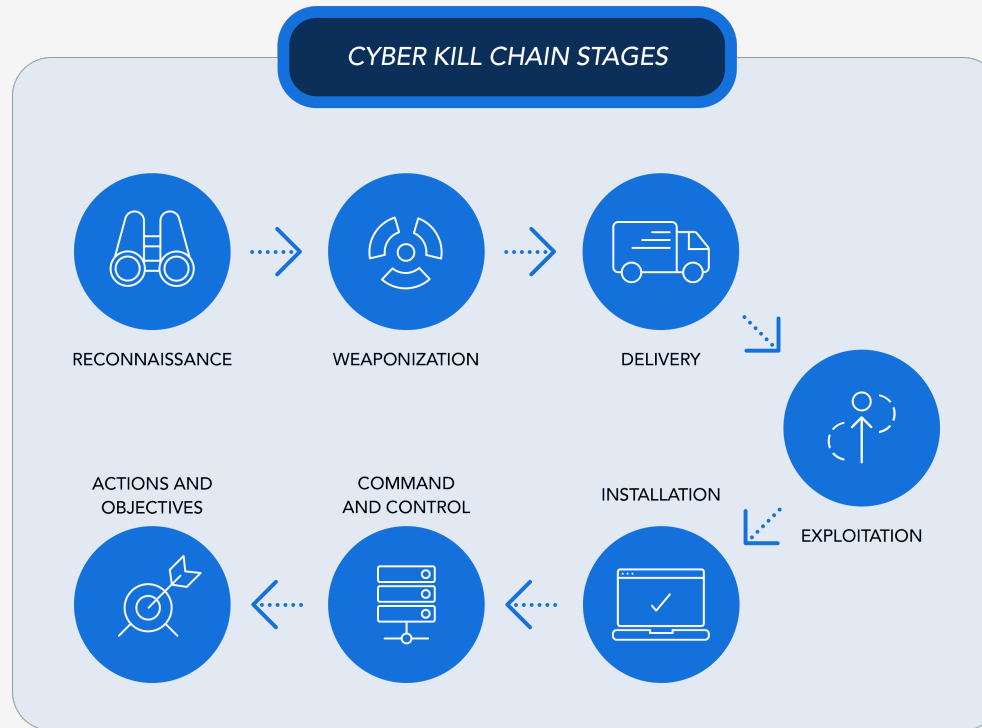 CYBER KILL CHAIN STAGES
RECONNAISSANCE
WEAPONIZATION
DELIVERY
EXPLOITATION
INSTALLATION
COMMAND
AND CONTROL
ACTIONS AND
OBJECTIVES